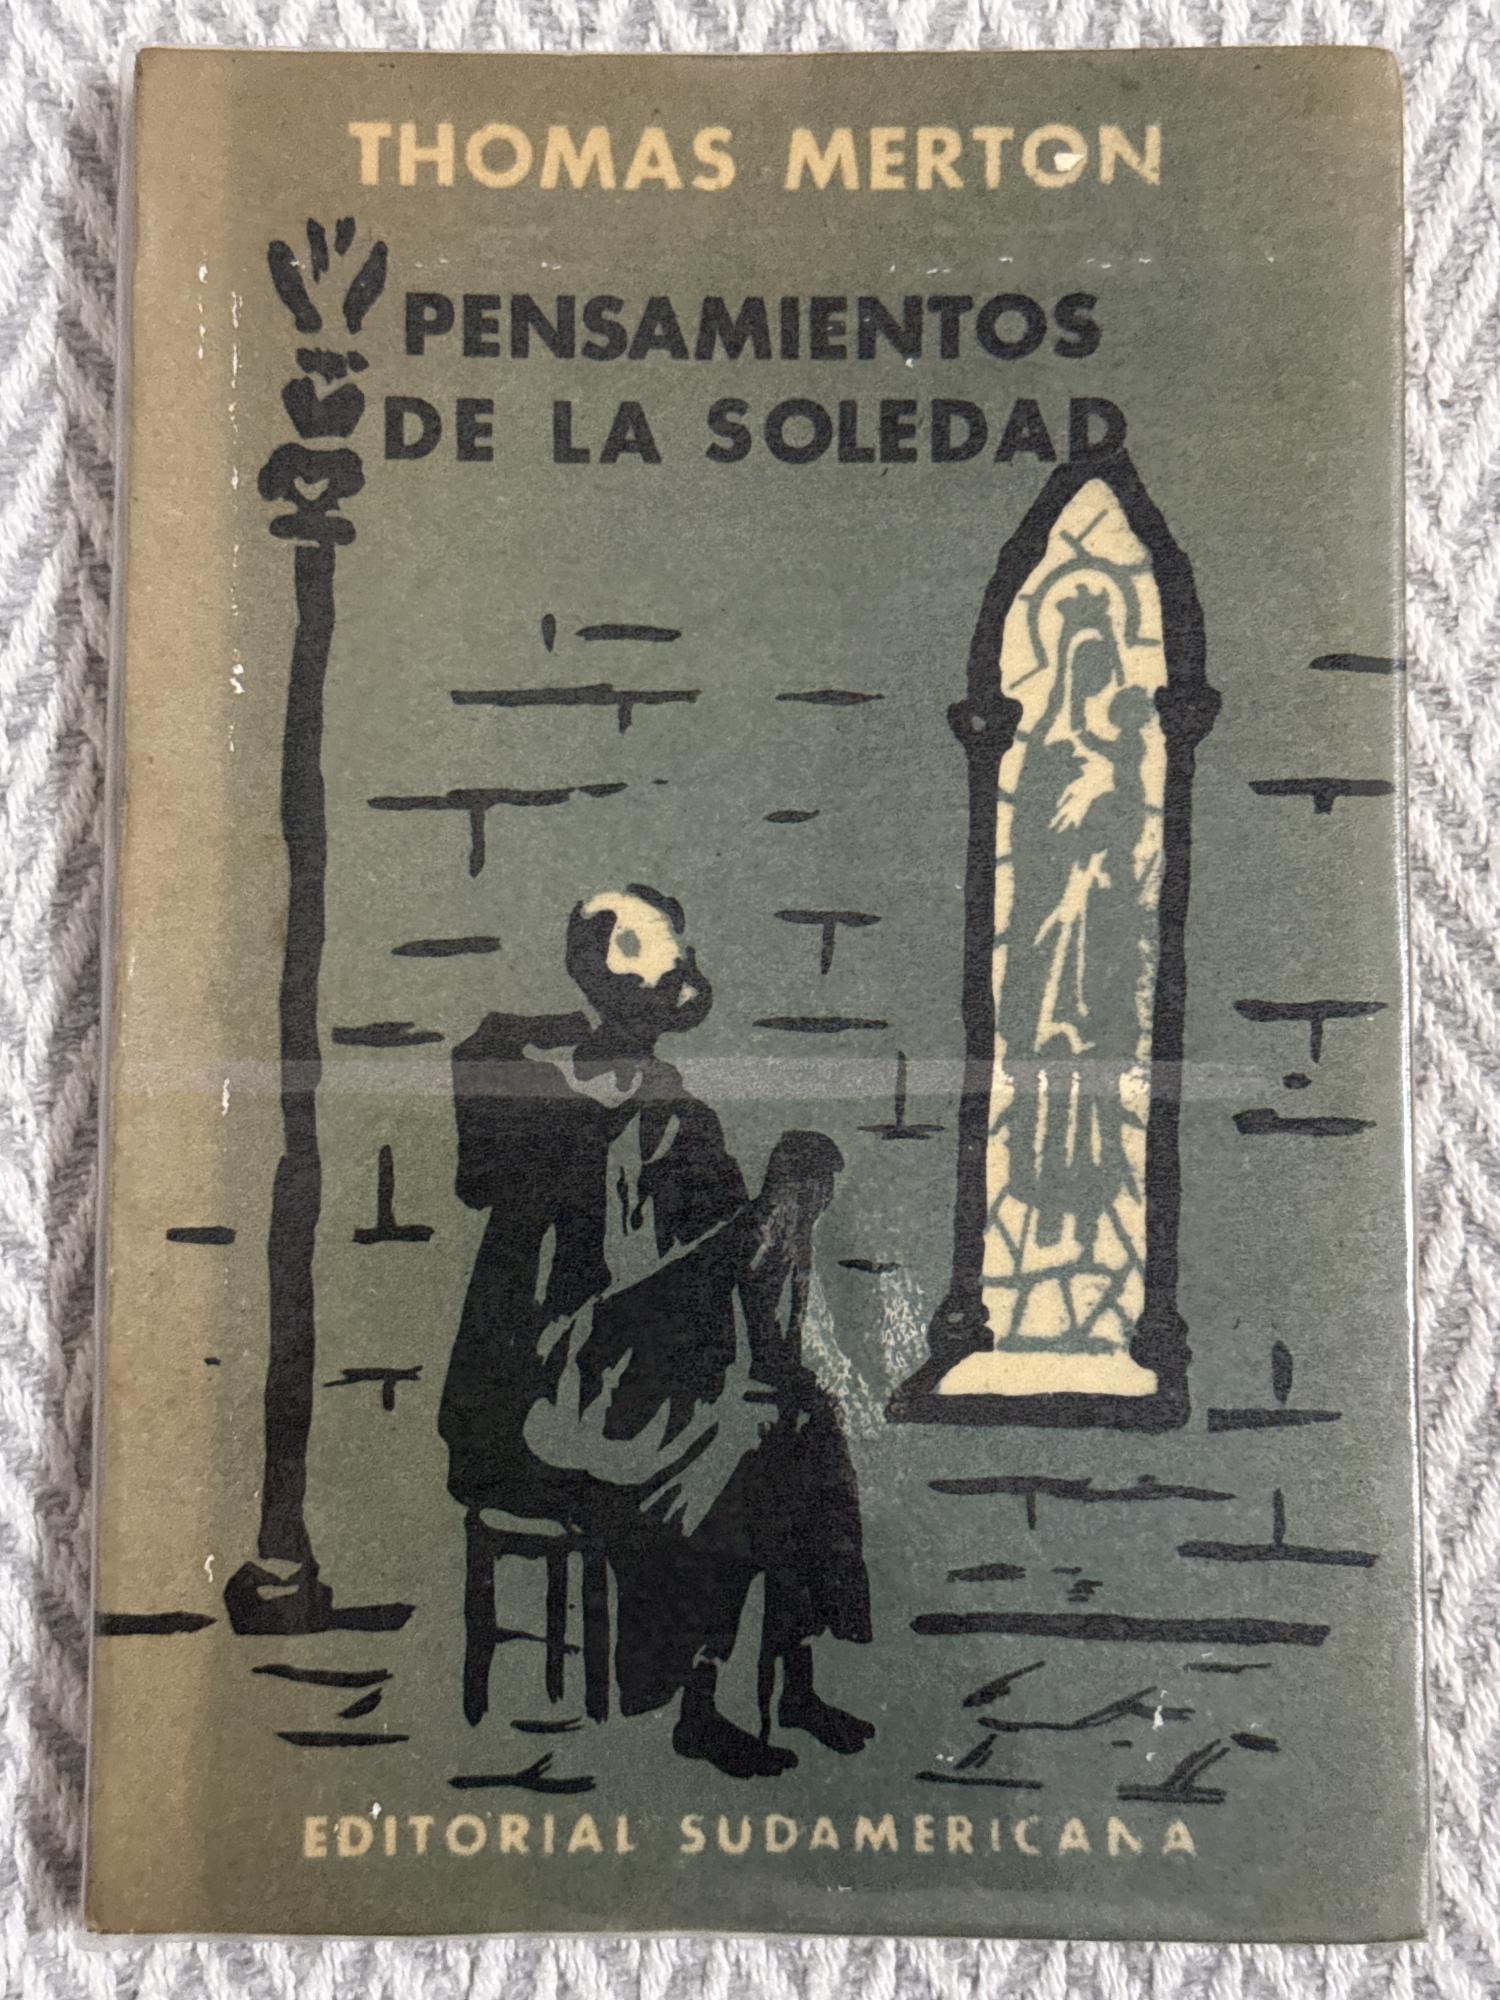 THOMAS MERTON
PENSAMIENTOS
DE LA SOLEDAD
EDITORIAL SUDAMERICANA